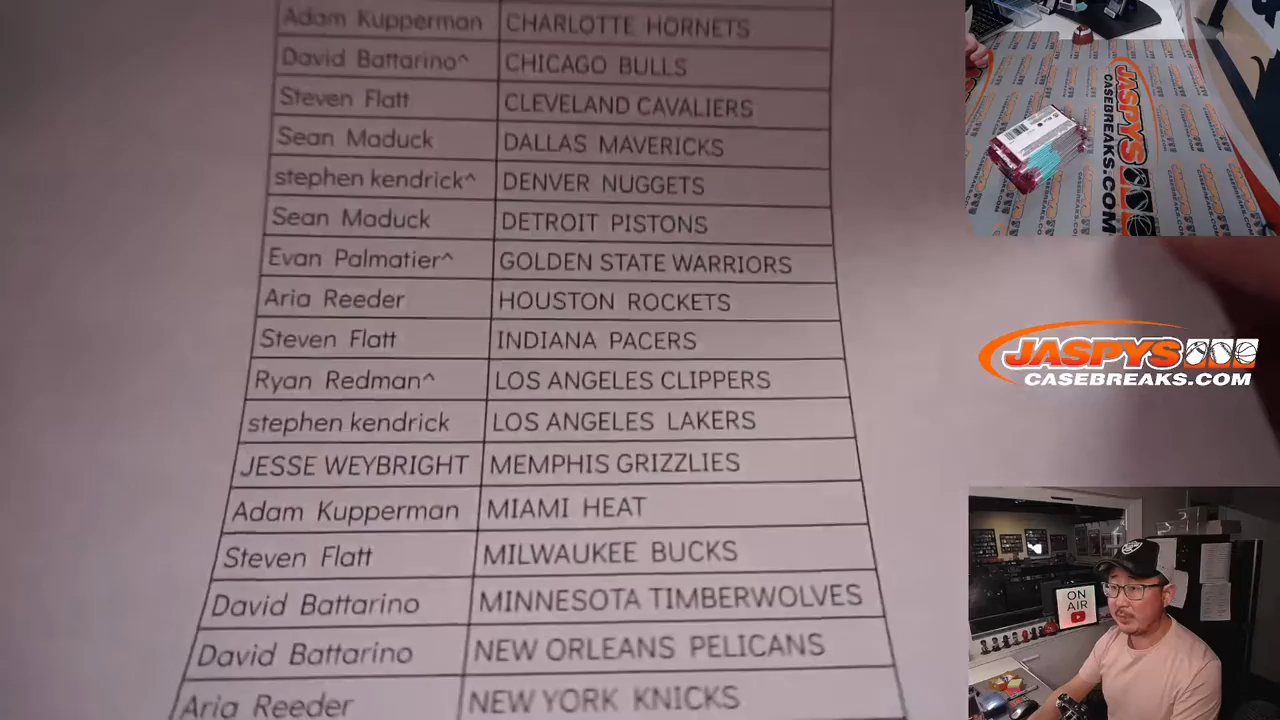 Adam Kupperman CHARLOTTE HORNETS
David Battarino^ CHICAGO BULLS
Steven Flatt CLEVELAND CAVALIERS
Sean Maduck DALLAS MAVERICKS
stephen kendrick^ DENVER NUGGETS
Sean Maduck DETROIT PISTONS
Evan Palmatier^ GOLDEN STATE WARRIORS
Aria Reeder HOUSTON ROCKETS
Steven Flatt INDIANA PACERS
Ryan Redman^ LOS ANGELES CLIPPERS
stephen kendrick LOS ANGELES LAKERS
JESSE WEYBRIGHT MEMPHIS GRIZZLIES
Adam Kupperman MIAMI HEAT
Steven Flatt MILWAUKEE BUCKS
David Battarino MINNESOTA TIMBERWOLVES
David Battarino NEW ORLEANS PELICANS
Aria Reeder NEW YORK KNICKS
JASPYS
CASEBREAKS.COM
JASPYS
CASEBREAKS.COM
ON
AIR